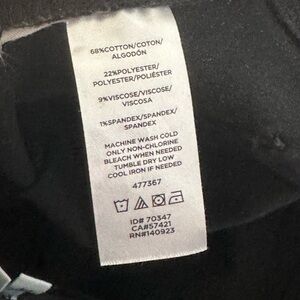 68%COTTON/COTON/
ALGODÓN
22%POLYESTER/
POLYESTER/POLIÉSTER
9%VISCOSE/VISCOSE/
VISCOSA
1%SPANDEX/SPANDEX/
SPANDEX
MACHINE WASH COLD
ONLY NON-CHLORINE
BLEACH WHEN NEEDED
TUMBLE DRY LOW
COOL IRON IF NEEDED
477367
ID# 70347
CA#57421
RN#140923